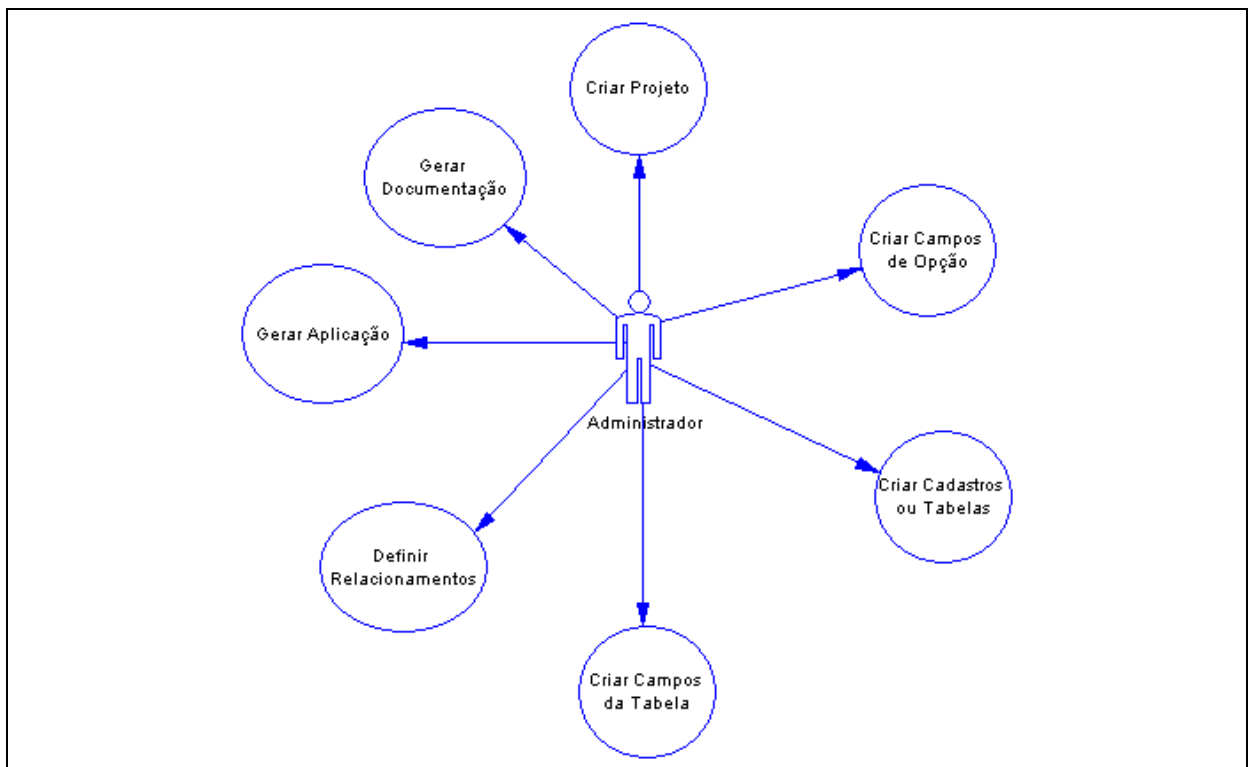 Criar Projeto
Gerar
Documentação
Criar Campos
de Opção
Gerar Aplicação
Administrador
Criar Cadastros
ou Tabelas
Definir
Relacionamentos
Criar Campos
da Tabela